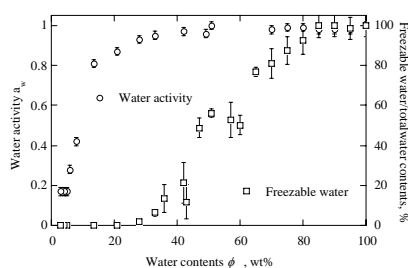 Water activity a_w
1
0.8
0.6
0.4
0.2
0
Water activity
Freezable water
100
80
60
40
20
0
Freezable water/totalwater contents, %
0 20 40 60 80 100
Water contents ϕ , wt%